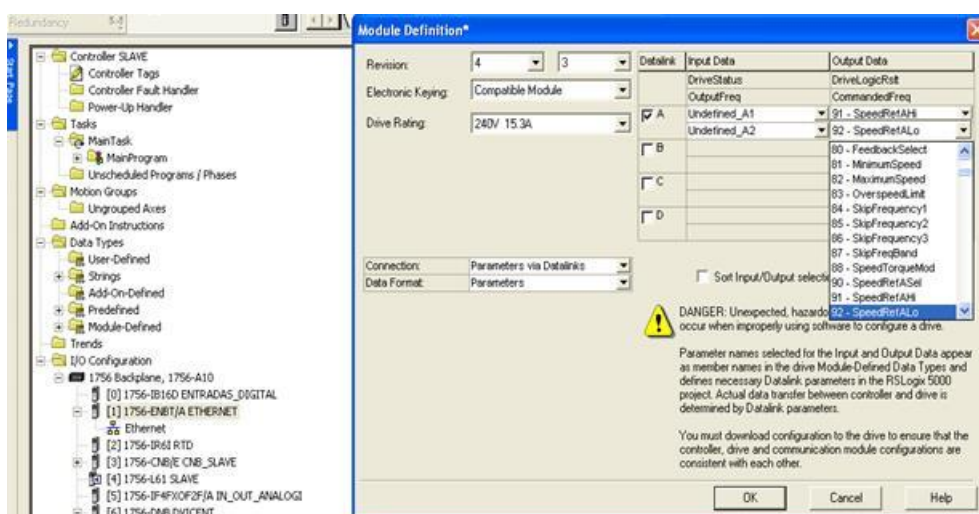 Redundancy
Start Page
Controller SLAVE
Controller Tags
Controller Fault Handler
Power-Up Handler
Tasks
MainTask
MainProgram
Unscheduled Programs / Phases
Motion Groups
Ungrouped Axes
Add-On Instructions
Data Types
User-Defined
Strings
Add-On-Defined
Predefined
Module-Defined
Trends
I/O Configuration
1756 Backplane, 1756-A10
[0] 1756-IB16D ENTRADAS_DIGITAL
[1] 1756-ENBT/A ETHERNET
Ethernet
[2] 1756-IR6I RTD
[3] 1756-CNB/E CNB_SLAVE
[4] 1756-L61 SLAVE
[5] 1756-IF4FXOF2F/A IN_OUT_ANALOGI
[6] 1756-DNB DVICENT
Module Definition*
Revision: 4 3
Electronic Keying: Compatible Module
Drive Rating: 240V 15.3A
Connection: Parameters via Datalinks
Data Format: Parameters
Datalink Input Data Output Data
DriveStatus DriveLogicRslt
OutputFreq CommandedFreq
A Undefined_A1 91 - SpeedRefAHi
Undefined_A2 92 - SpeedRefALo
B
C
D
80 - FeedbackSelect
81 - MinimumSpeed
82 - MaximumSpeed
83 - OverspeedLimit
84 - SkipFrequency1
85 - SkipFrequency2
86 - SkipFrequency3
87 - SkipFreqBand
88 - SpeedTorqueMod
90 - SpeedRefASel
91 - SpeedRefAHi
92 - SpeedRefALo
Sort Input/Output selecti
DANGER: Unexpected, hazardo
occur when improperly using software to configure a drive.
Parameter names selected for the Input and Output Data appear
as member names in the drive Module-Defined Data Types and
defines necessary Datalink parameters in the RSLogix 5000
project. Actual data transfer between controller and drive is
determined by Datalink parameters.
You must download configuration to the drive to ensure that the
controller, drive and communication module configurations are
consistent with each other.
OK Cancel Help